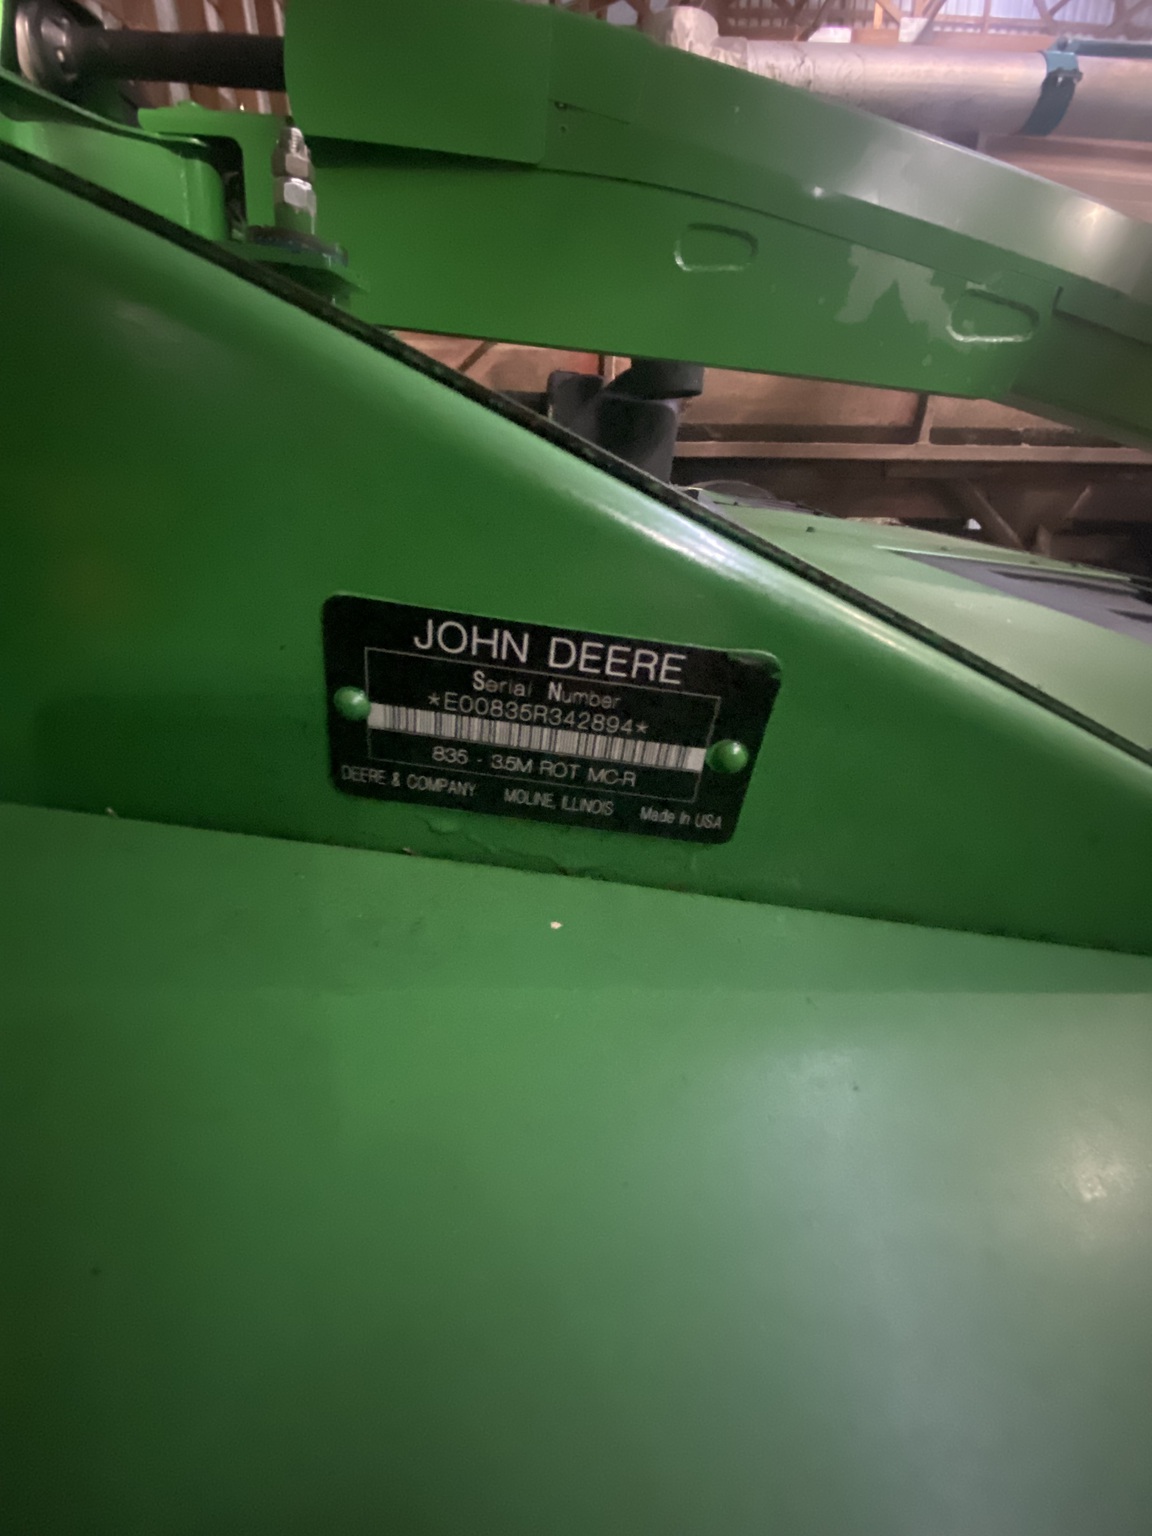 JOHN DEERE
Serial Number
*E00835R342894*
835 - 3.5M ROT MC-R
DEERE & COMPANY MOLINE, ILLINOIS Made in USA